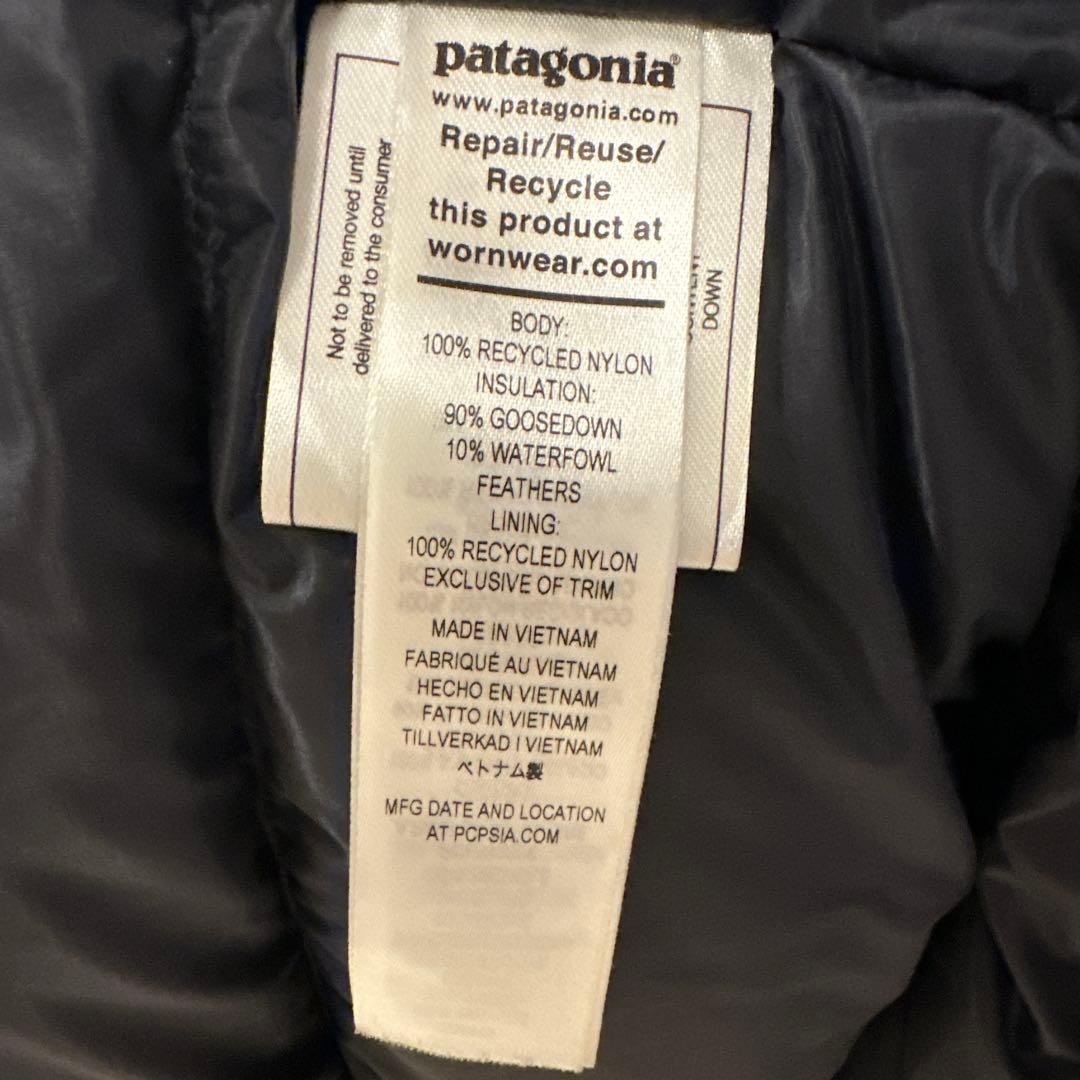 patagonia®
www.patagonia.com
Repair/Reuse/
Recycle
this product at
wornwear.com
BODY:
100% RECYCLED NYLON
INSULATION:
90% GOOSEDOWN
10% WATERFOWL
FEATHERS
LINING:
100% RECYCLED NYLON
EXCLUSIVE OF TRIM
MADE IN VIETNAM
FABRIQUÉ AU VIETNAM
HECHO EN VIETNAM
FATTO IN VIETNAM
TILLVERKAD I VIETNAM
ベトナム製
MFG DATE AND LOCATION
AT PCPSIA.COM
Not to be removed until
delivered to the consumer
DOWN